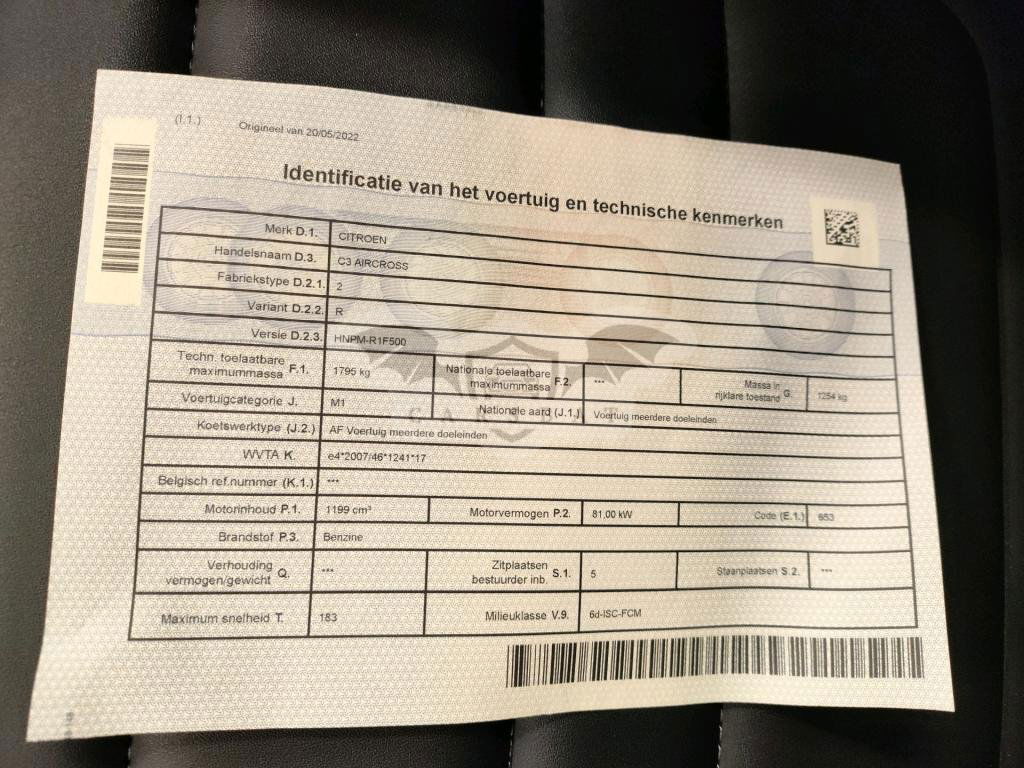 (I.1.)
Origineel van 20/05/2022
Identificatie van het voertuig en technische kenmerken
Merk D.1. CITROEN
Handelsnaam D.3. C3 AIRCROSS
Fabriekstype D.2.1. 2
Variant D.2.2. R
Versie D.2.3. HNPM-R1F500
Techn. toelaatbare maximummassa F.1. 1795 kg Nationale toelaatbare maximummassa F.2. *** Massa in rijklare toestand G. 1254 kg
Voertuigcategorie J. M1 Nationale aard (J.1.) Voertuig meerdere doeleinden
Koetswerktype (J.2.) AF Voertuig meerdere doeleinden
WVTA K. e4*2007/46*1241*17
Belgisch ref.nummer (K.1.) ***
Motorinhoud P.1. 1199 cm³ Motorvermogen P.2. 81,00 kW Code (E.1.) 653
Brandstof P.3. Benzine
Verhouding vermogen/gewicht Q. *** Zitplaatsen bestuurder inb. S.1. 5 Staanplaatsen S.2. ***
Maximum snelheid T. 183 Milieuklasse V.9. 6d-ISC-FCM